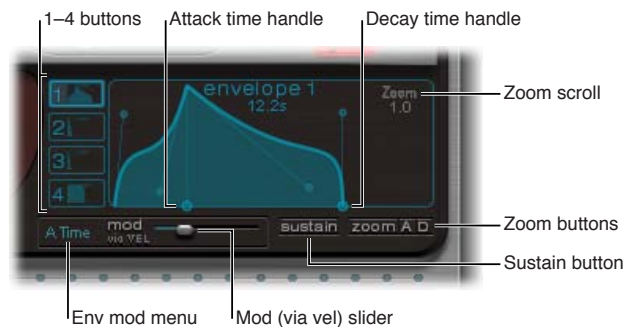 1–4 buttons
Attack time handle
Decay time handle
1
envelope 1
12.2s
Zoom
1.0
Zoom scroll
2
3
4
A Time
mod
via VEL
sustain
zoom A D
Zoom buttons
Sustain button
Env mod menu
Mod (via vel) slider